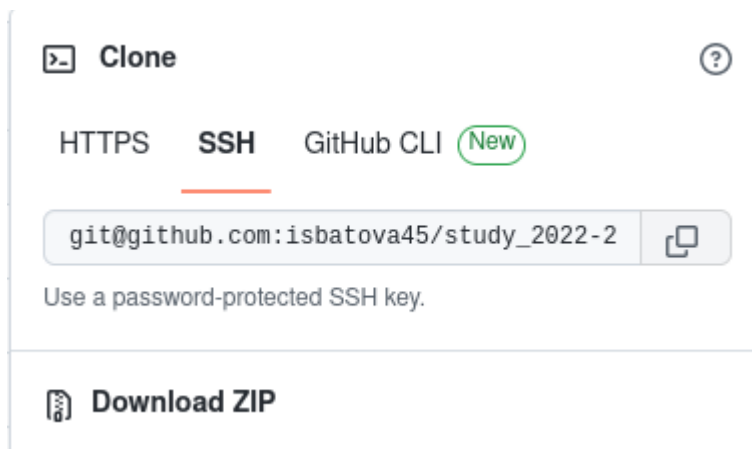 Clone
HTTPS SSH GitHub CLI New
git@github.com:isbatova45/study_2022-2
Use a password-protected SSH key.
Download ZIP